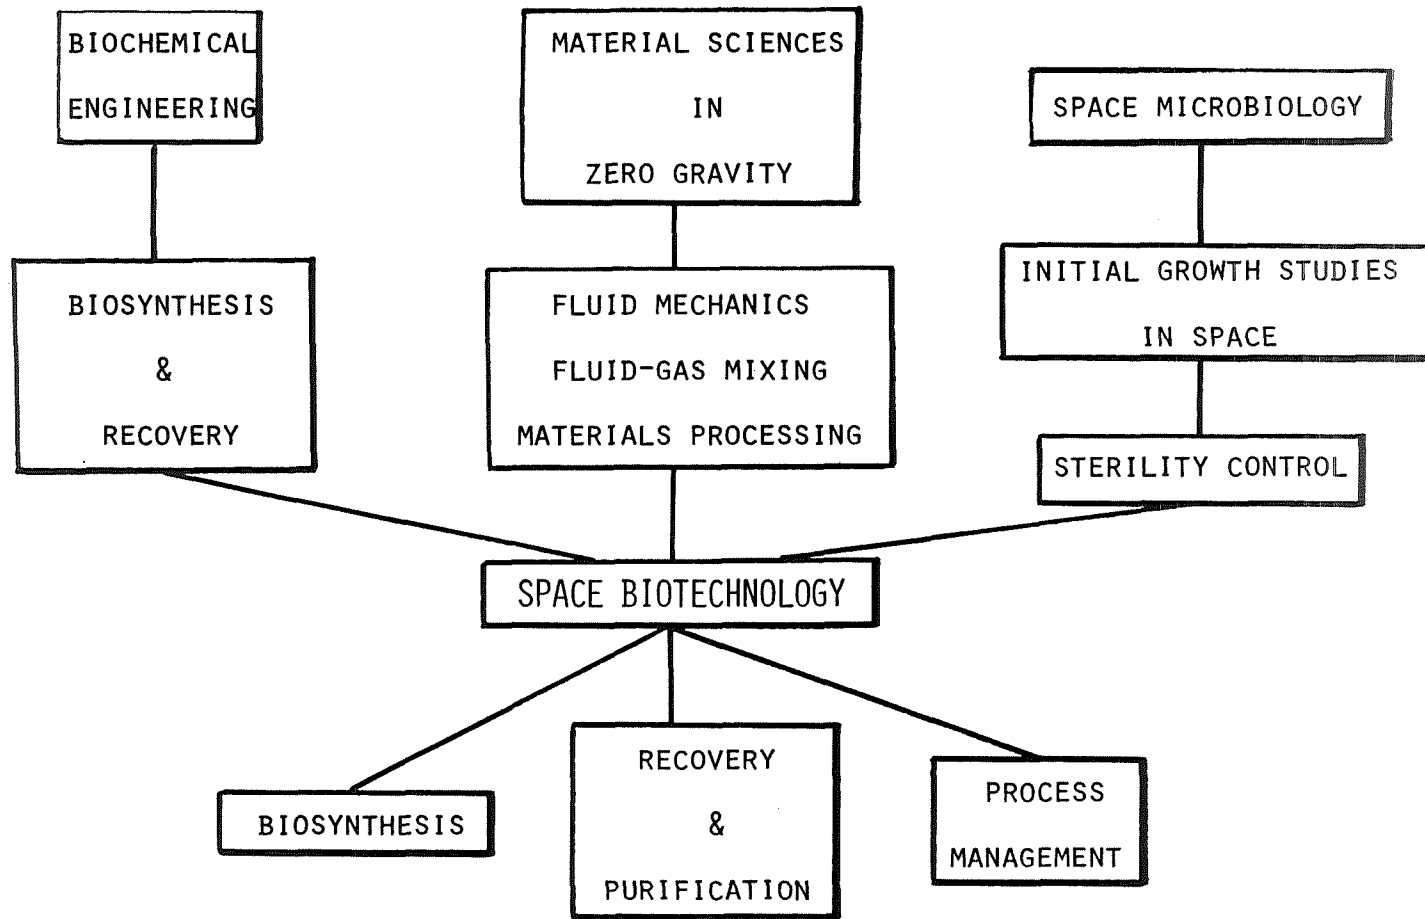 BIOCHEMICAL
ENGINEERING
MATERIAL SCIENCES
IN
ZERO GRAVITY
SPACE MICROBIOLOGY
BIOSYNTHESIS
&
RECOVERY
FLUID MECHANICS
FLUID-GAS MIXING
MATERIALS PROCESSING
INITIAL GROWTH STUDIES
IN SPACE
STERILITY CONTROL
SPACE BIOTECHNOLOGY
BIOSYNTHESIS
RECOVERY
&
PURIFICATION
PROCESS
MANAGEMENT